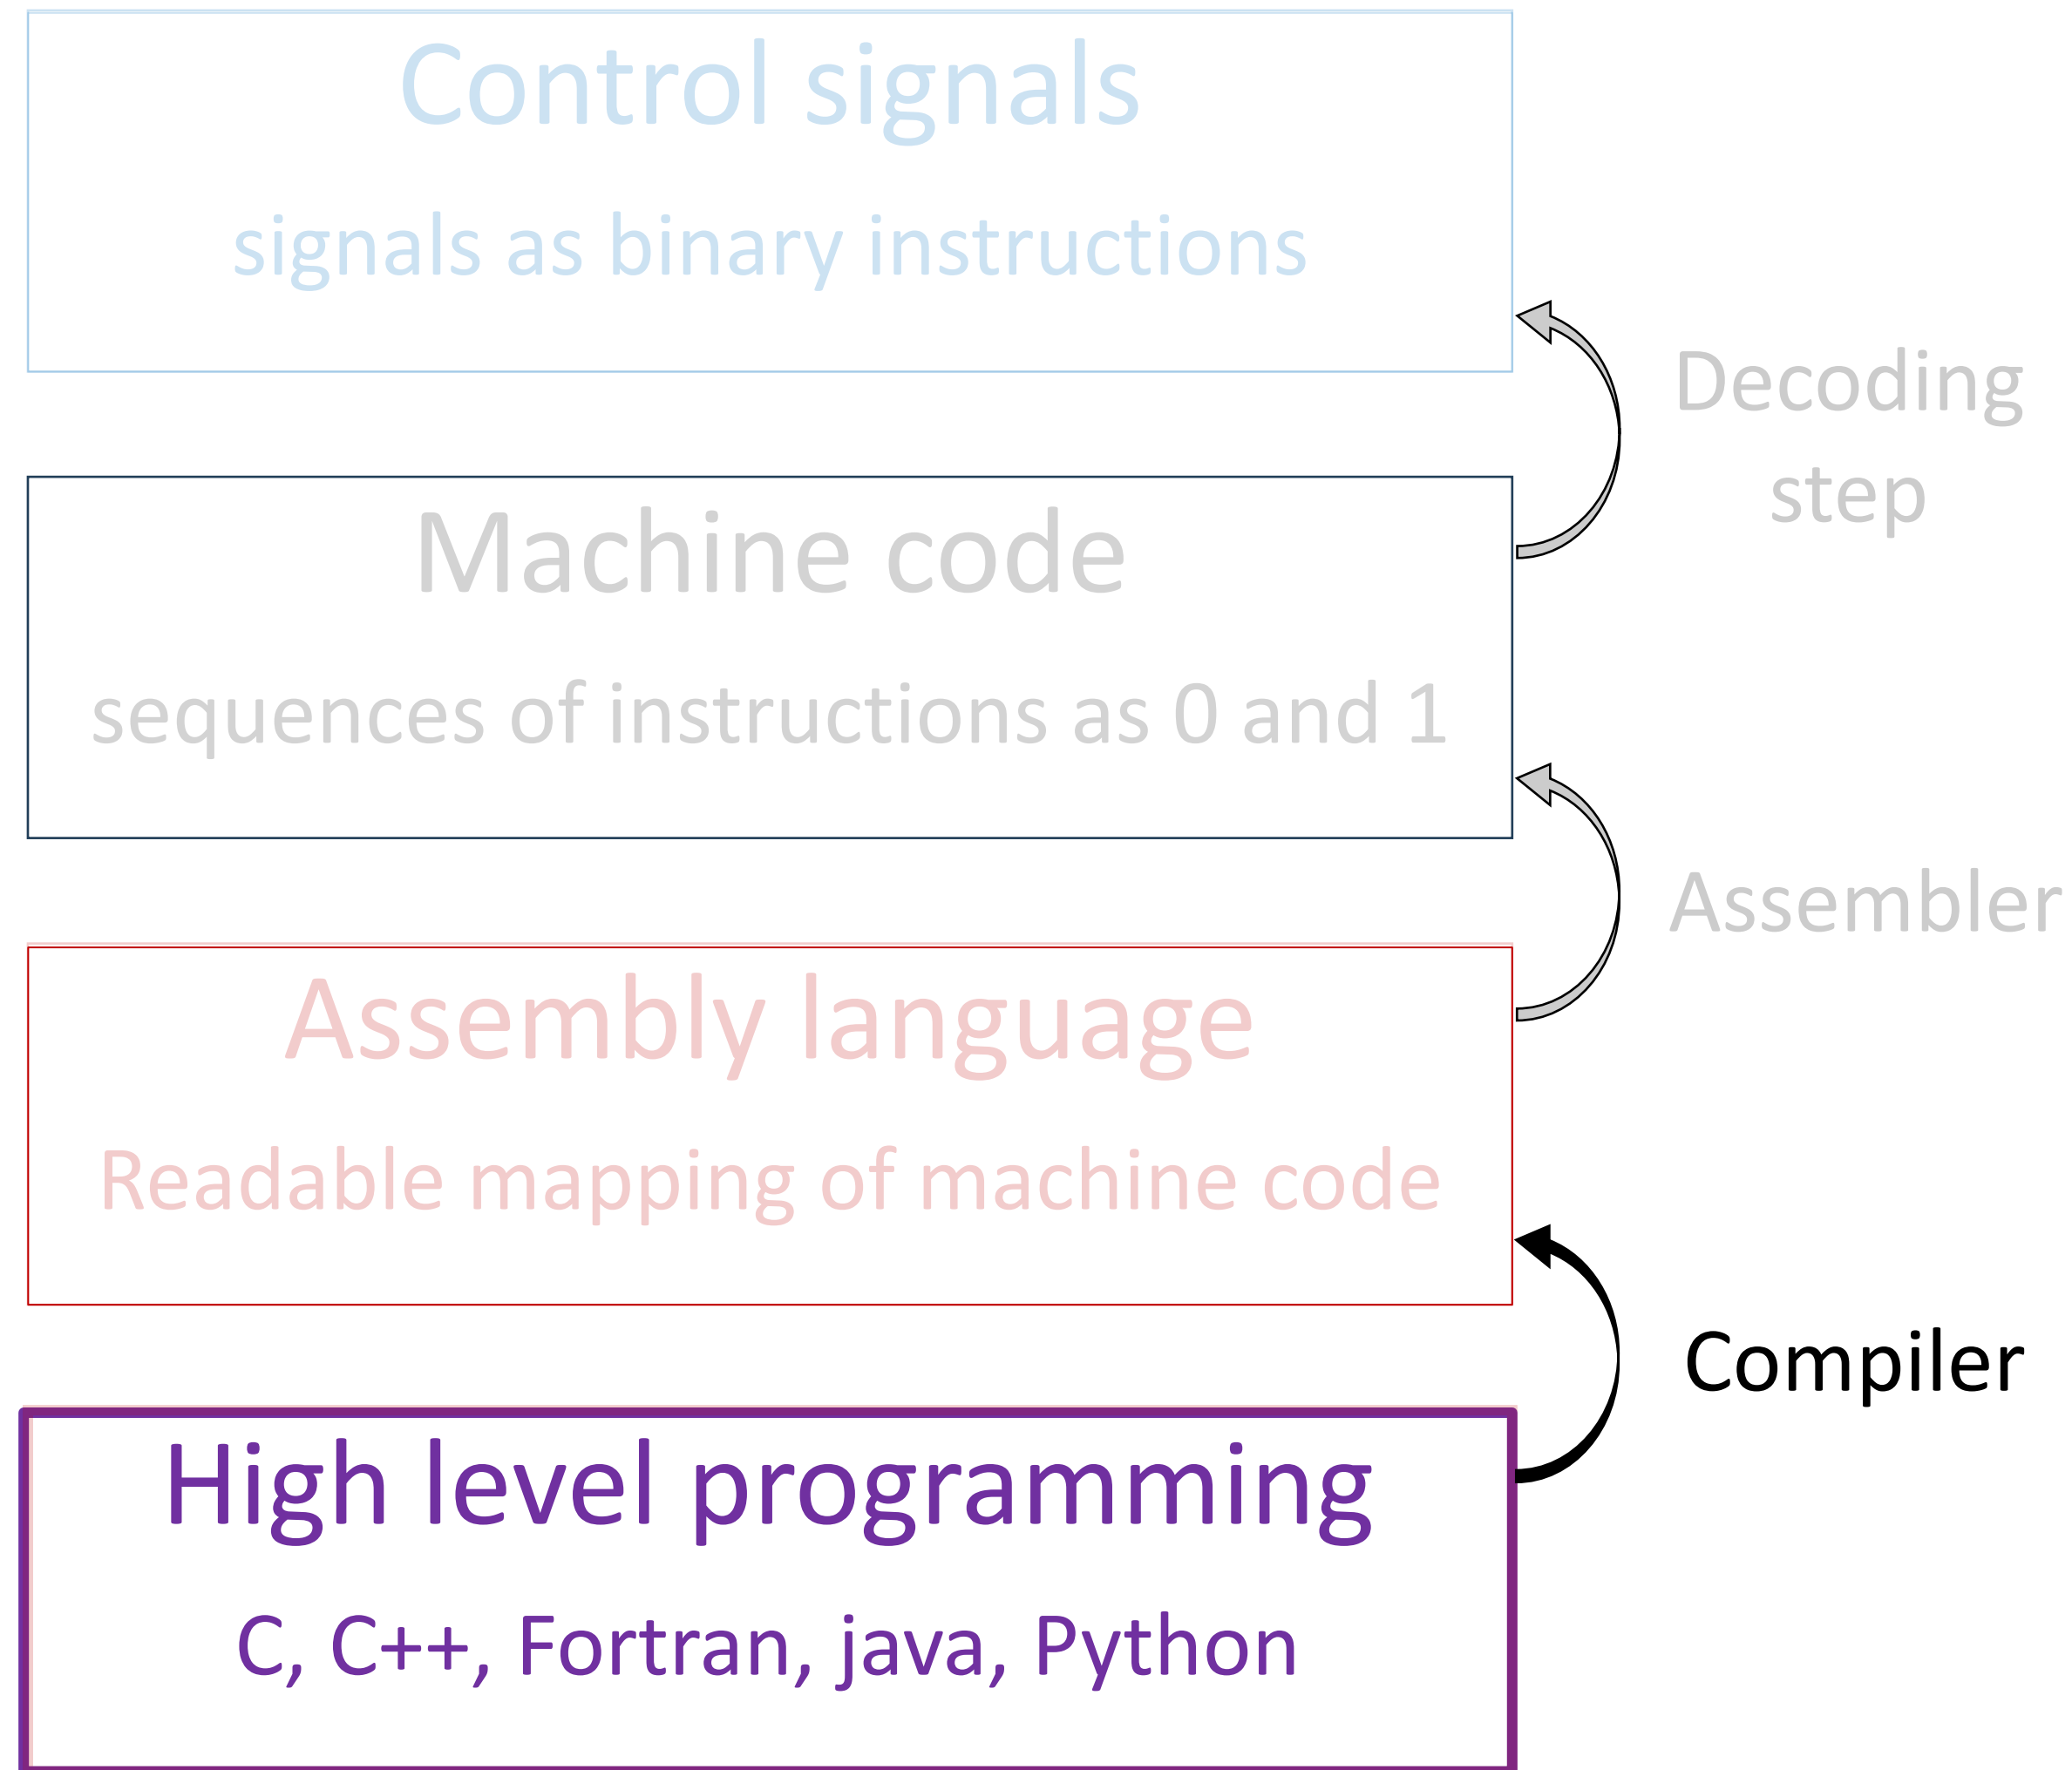 Control signals
signals as binary instructions
Decoding
step
Machine code
sequences of instructions as 0 and 1
Assembler
Assembly language
Readable mapping of machine code
Compiler
High level programming
C, C++, Fortran, java, Python